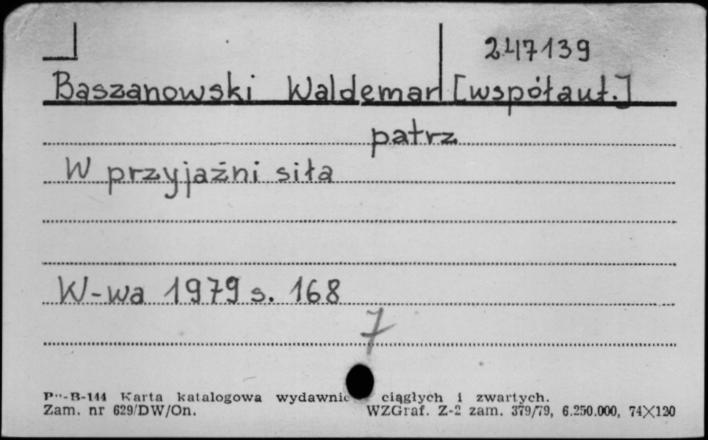 247139
Baszanowski Waldemar [współaut.]
patrz
W przyjaźni siła
W-wa 1979 s. 168
7
-B-144 Karta katalogowa wydawnic ciągłych i zwartych.
Zam. nr 629/DW/On. WZGraf. Z-2 zam. 379/79, 6.250.000, 74X120